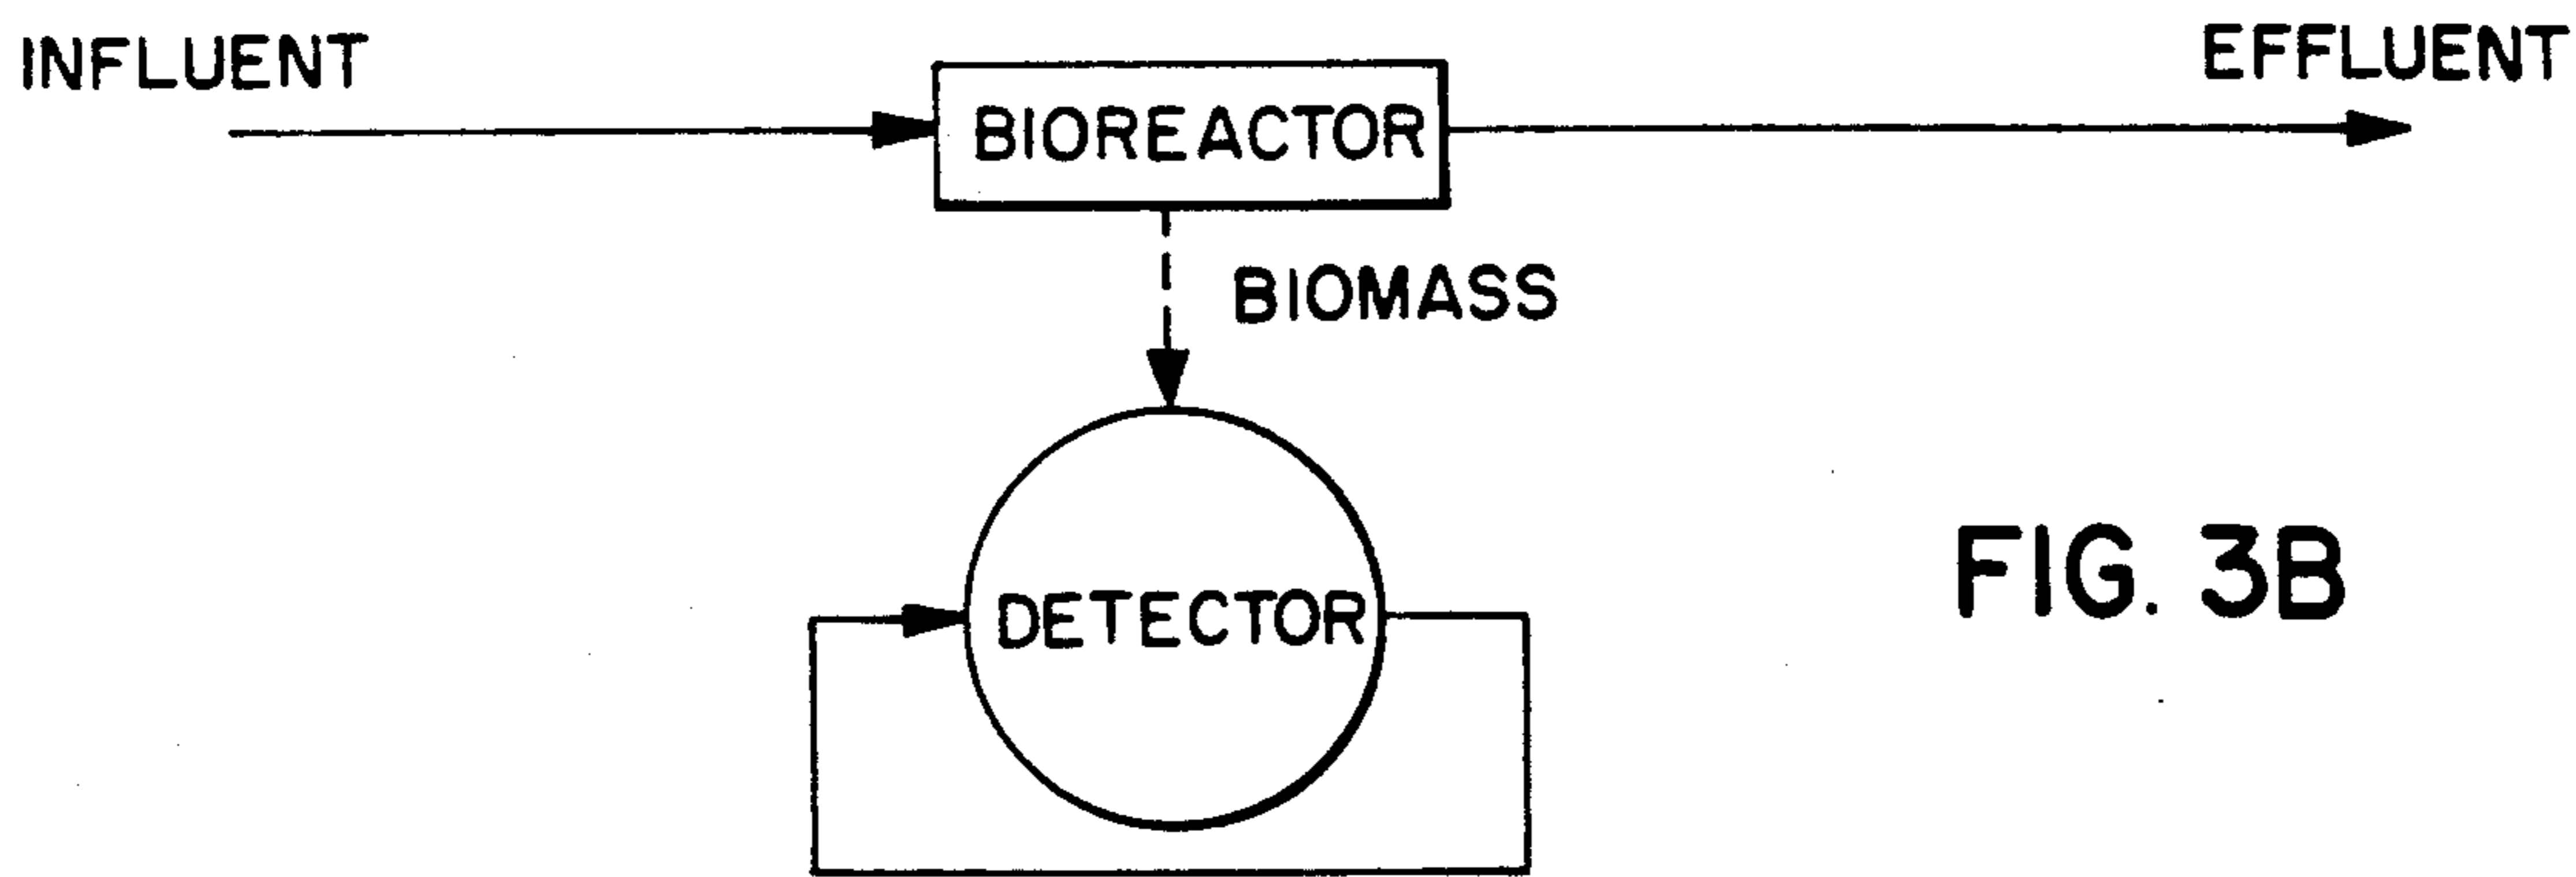 INFLUENT
EFFLUENT
BIOREACTOR
BIOMASS
DETECTOR
FIG. 3B